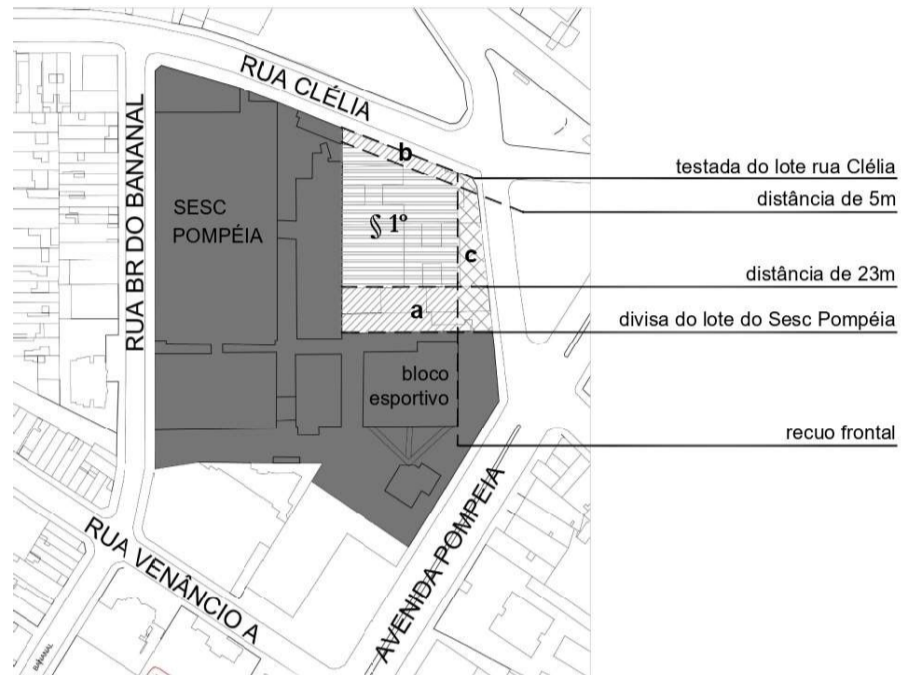 RUA CLÉLIA
RUA BR DO BANANAL
b
testada do lote rua Clélia
distância de 5m
SESC
POMPÉIA
§ 1º
c
distância de 23m
a
divisa do lote do Sesc Pompéia
bloco
esportivo
recuo frontal
RUA VENÂNCIO A
AVENIDA POMPEIA
BANANAL